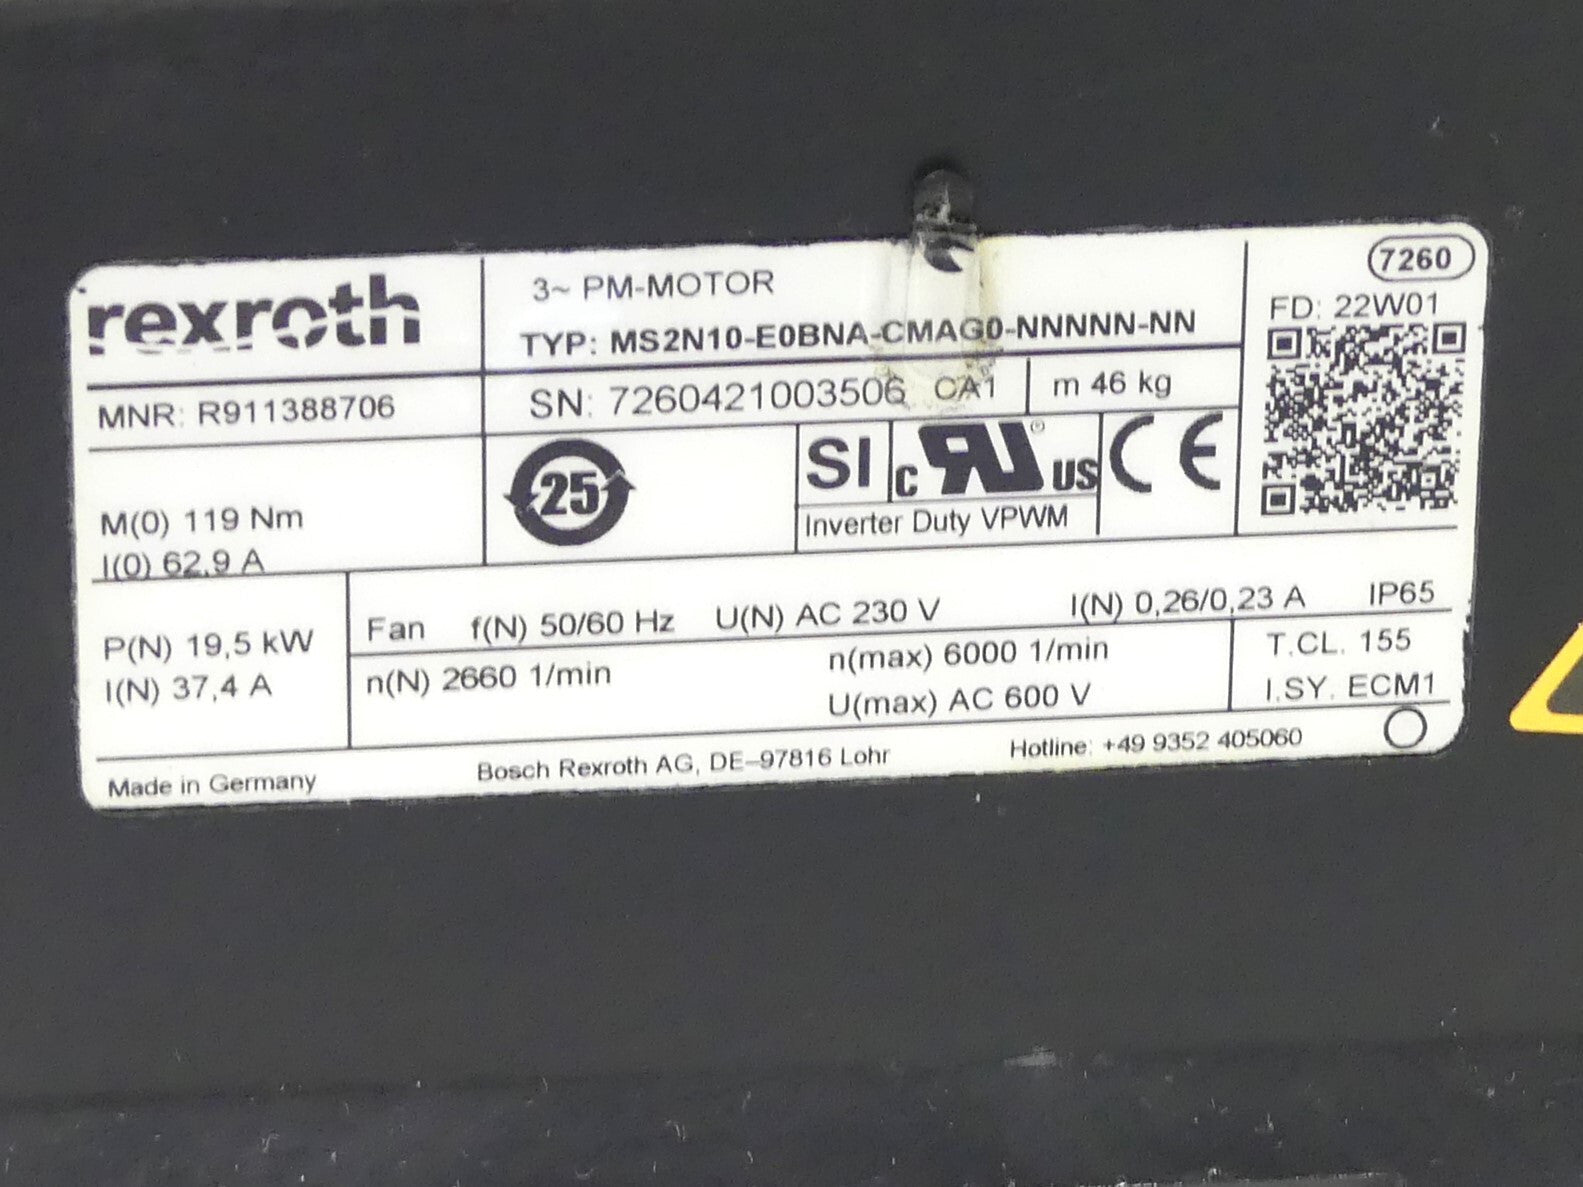 rexroth
3~ PM-MOTOR
TYP: MS2N10-E0BNA-CMAG0-NNNNN-NN
7260
FD: 22W01
MNR: R911388706
SN: 7260421003506 CA1
m 46 kg
M(0) 119 Nm
I(0) 62,9 A
25
SI
c RU ® US
CE
Inverter Duty VPWM
P(N) 19,5 kW
I(N) 37,4 A
Fan f(N) 50/60 Hz U(N) AC 230 V I(N) 0,26/0,23 A IP65
n(N) 2660 1/min
n(max) 6000 1/min
U(max) AC 600 V
T.CL. 155
I.SY. ECM1
Made in Germany
Bosch Rexroth AG, DE-97816 Lohr
Hotline: +49 9352 405060